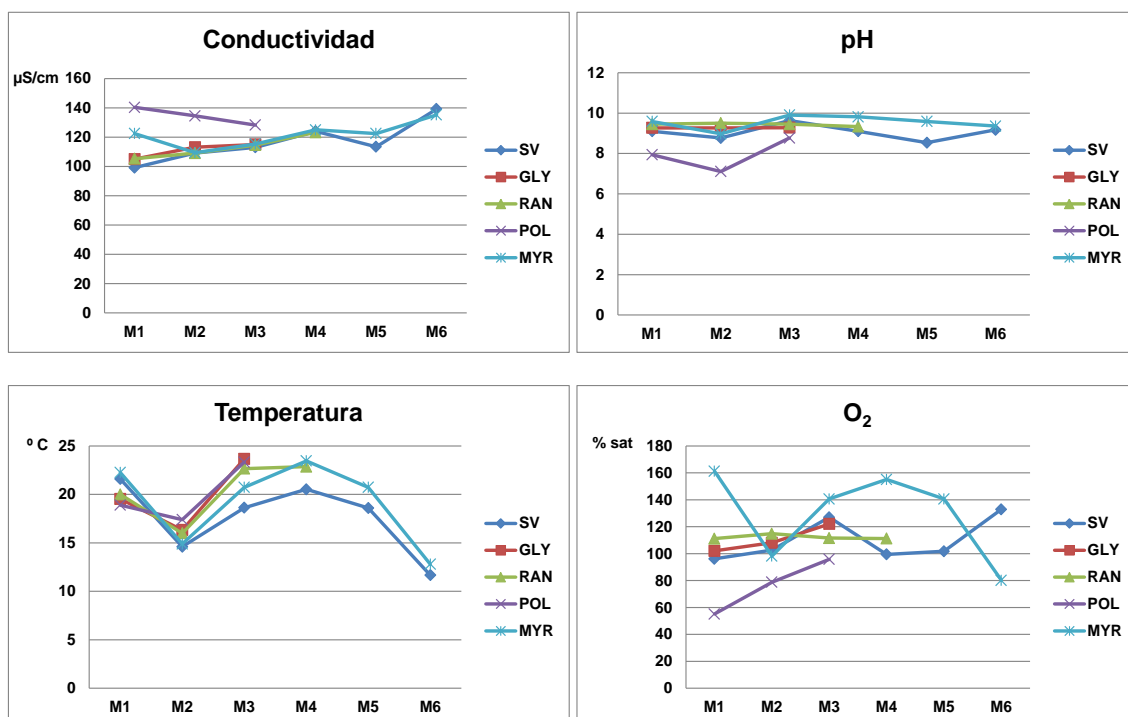 Conductividad
µS/cm
160
140
120
100
80
60
40
20
0
M1 M2 M3 M4 M5 M6
SV
GLY
RAN
POL
MYR
pH
12
10
8
6
4
2
0
M1 M2 M3 M4 M5 M6
SV
GLY
RAN
POL
MYR
Temperatura
º C
25
20
15
10
5
0
M1 M2 M3 M4 M5 M6
SV
GLY
RAN
POL
MYR
O2
% sat
180
160
140
120
100
80
60
40
20
0
M1 M2 M3 M4 M5 M6
SV
GLY
RAN
POL
MYR